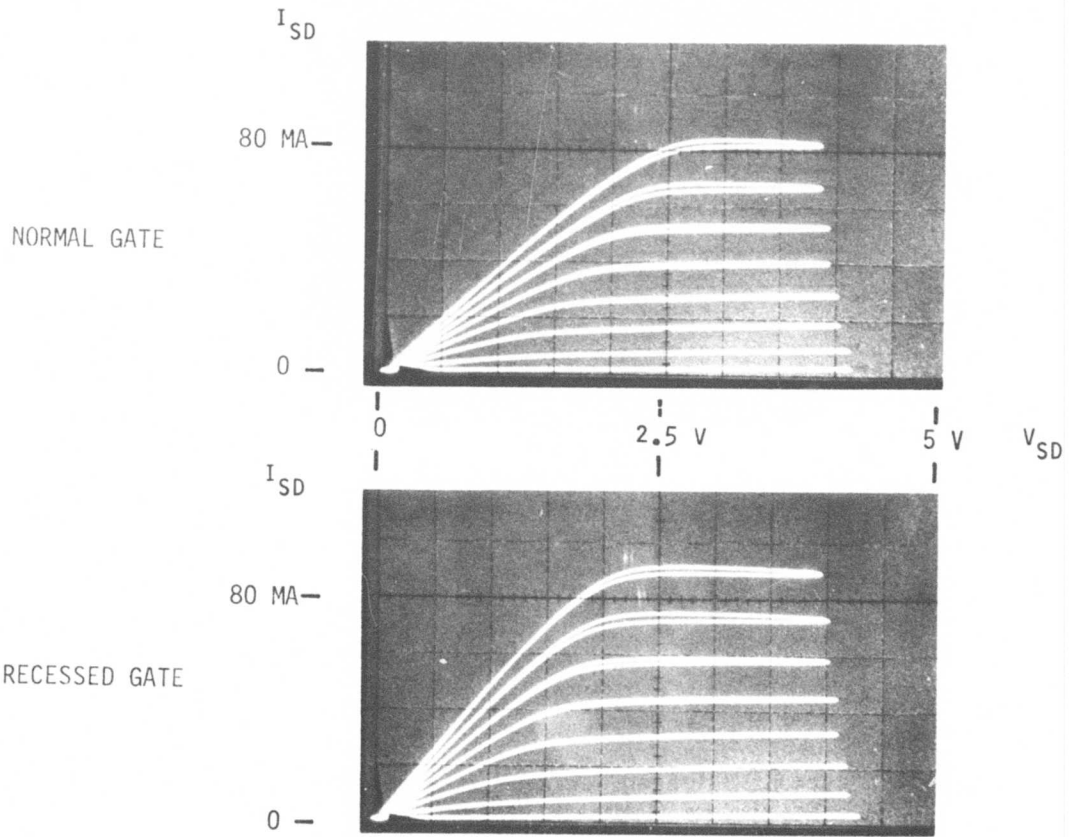 I SD
80 MA
NORMAL GATE
0
0 2.5 V 5 V V SD
I SD
80 MA
RECESSED GATE
0